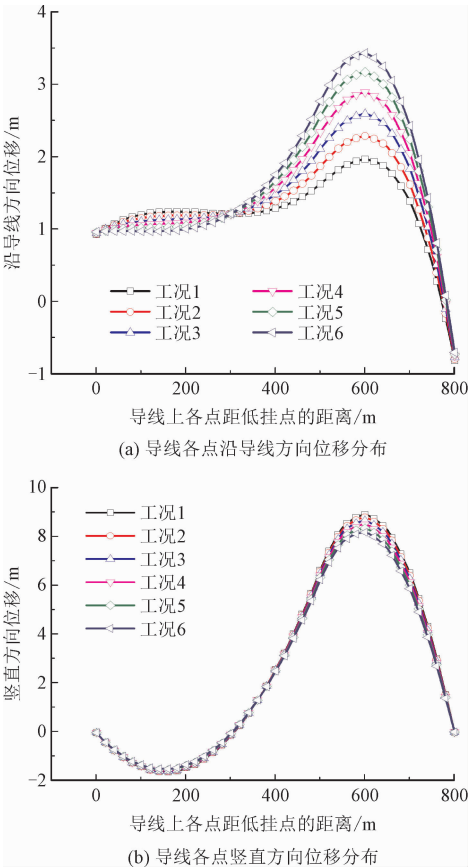 4
3
2
1
0
−1
沿导线方向位移/m
工况1
工况2
工况3
工况4
工况5
工况6
0 200 400 600 800
导线上各点距低挂点的距离/m
(a) 导线各点沿导线方向位移分布
10
8
6
4
2
0
−2
竖直方向位移/m
工况1
工况2
工况3
工况4
工况5
工况6
0 200 400 600 800
导线上各点距低挂点的距离/m
(b) 导线各点竖直方向位移分布